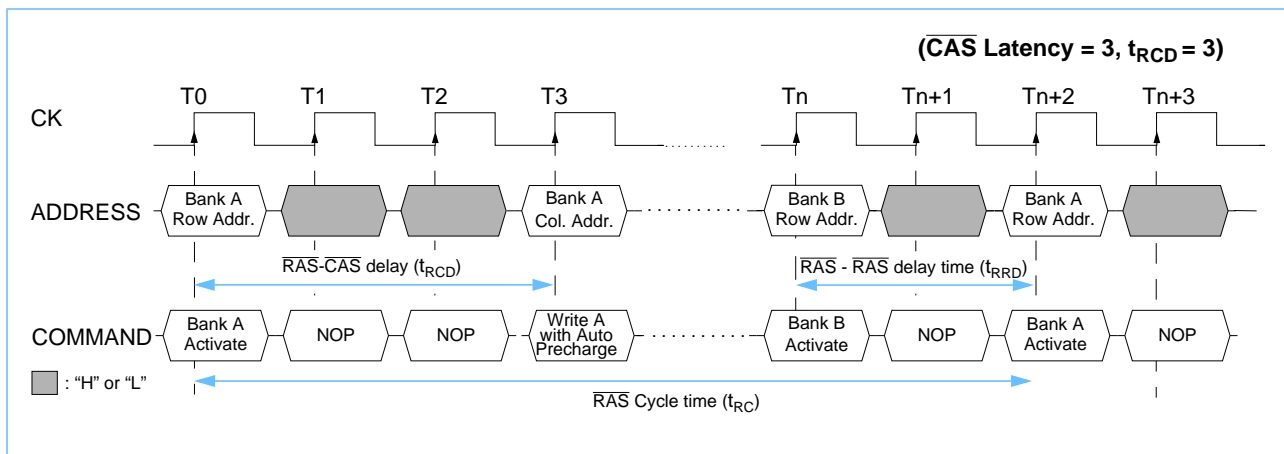 (CAS Latency = 3, tRCD = 3)
T0 T1 T2 T3 Tn Tn+1 Tn+2 Tn+3
CK
ADDRESS
Bank A
Row Addr.
Bank A
Col. Addr.
Bank B
Row Addr.
Bank A
Row Addr.
RAS-CAS delay (tRCD)
RAS - RAS delay time (tRRD)
COMMAND
Bank A
Activate
NOP
NOP
Write A
with Auto
Precharge
Bank B
Activate
NOP
Bank A
Activate
NOP
: “H” or “L”
RAS Cycle time (tRC)